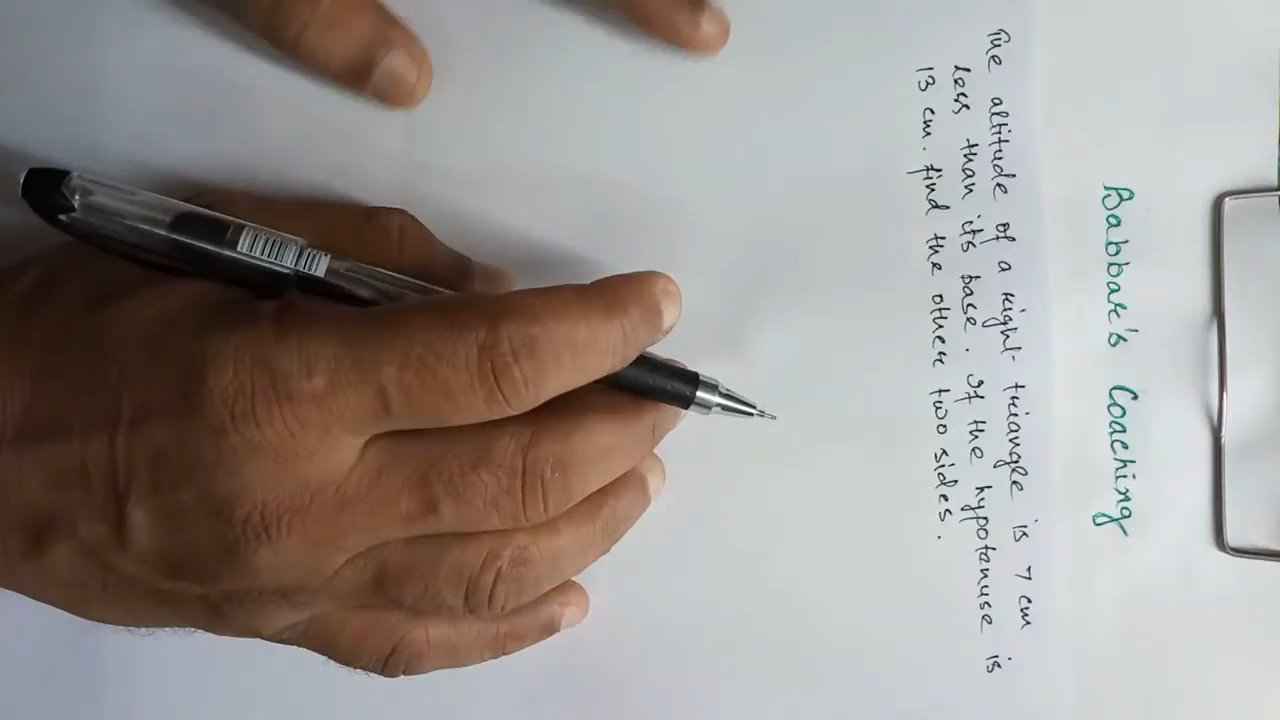 Babbar's Coaching
The altitude of a right triangle is 7 cm
less than its base. If the hypotenuse is
13 cm. find the other two sides.